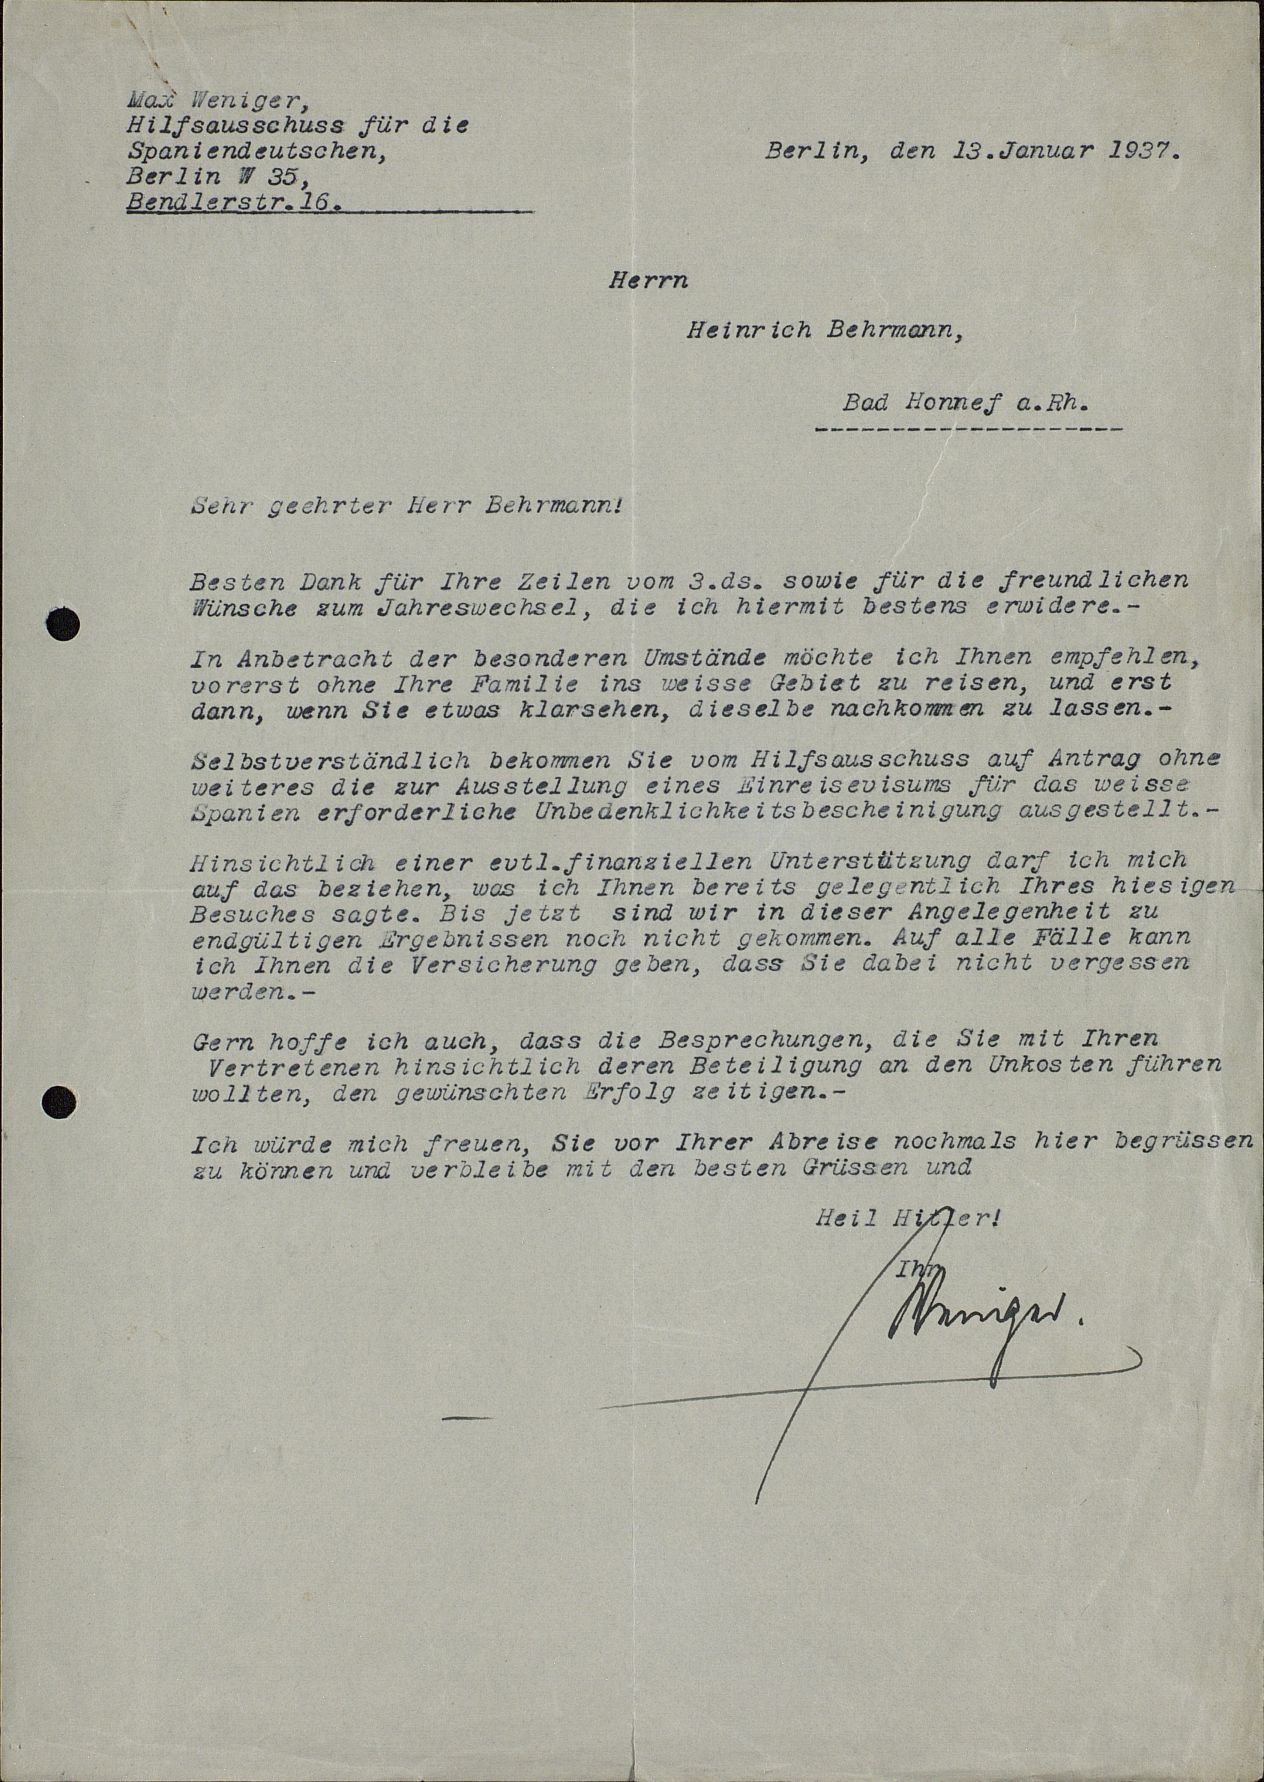 Max Weniger,
Hilfsausschuss für die
Spaniendeutschen,
Berlin W 35,
Bendlerstr.16.
Berlin, den 13.Januar 1937.
Herrn
Heinrich Behrmann,
Bad Honnef a.Rh.
Sehr geehrter Herr Behrmann!
Besten Dank für Ihre Zeilen vom 3.ds. sowie für die freundlichen
Wünsche zum Jahreswechsel, die ich hiermit bestens erwidere.-
In Anbetracht der besonderen Umstände möchte ich Ihnen empfehlen,
vorerst ohne Ihre Familie ins weisse Gebiet zu reisen, und erst
dann, wenn Sie etwas klarsehen, dieselbe nachkommen zu lassen.-
Selbstverständlich bekommen Sie vom Hilfsausschuss auf Antrag ohne
weiteres die zur Ausstellung eines Einreisevisums für das weisse
Spanien erforderliche Unbedenklichkeitsbescheinigung ausgestellt.-
Hinsichtlich einer evtl.finanziellen Unterstützung darf ich mich
auf das beziehen, was ich Ihnen bereits gelegentlich Ihres hiesigen
Besuches sagte. Bis jetzt sind wir in dieser Angelegenheit zu
endgültigen Ergebnissen noch nicht gekommen. Auf alle Fälle kann
ich Ihnen die Versicherung geben, dass Sie dabei nicht vergessen
werden.-
Gern hoffe ich auch, dass die Besprechungen, die Sie mit Ihren
Vertretenen hinsichtlich deren Beteiligung an den Unkosten führen
wollten, den gewünschten Erfolg zeitigen.-
Ich würde mich freuen, Sie vor Ihrer Abreise nochmals hier begrüssen
zu können und verbleibe mit den besten Grüssen und
Heil Hitler!
Ihr
Weniger.